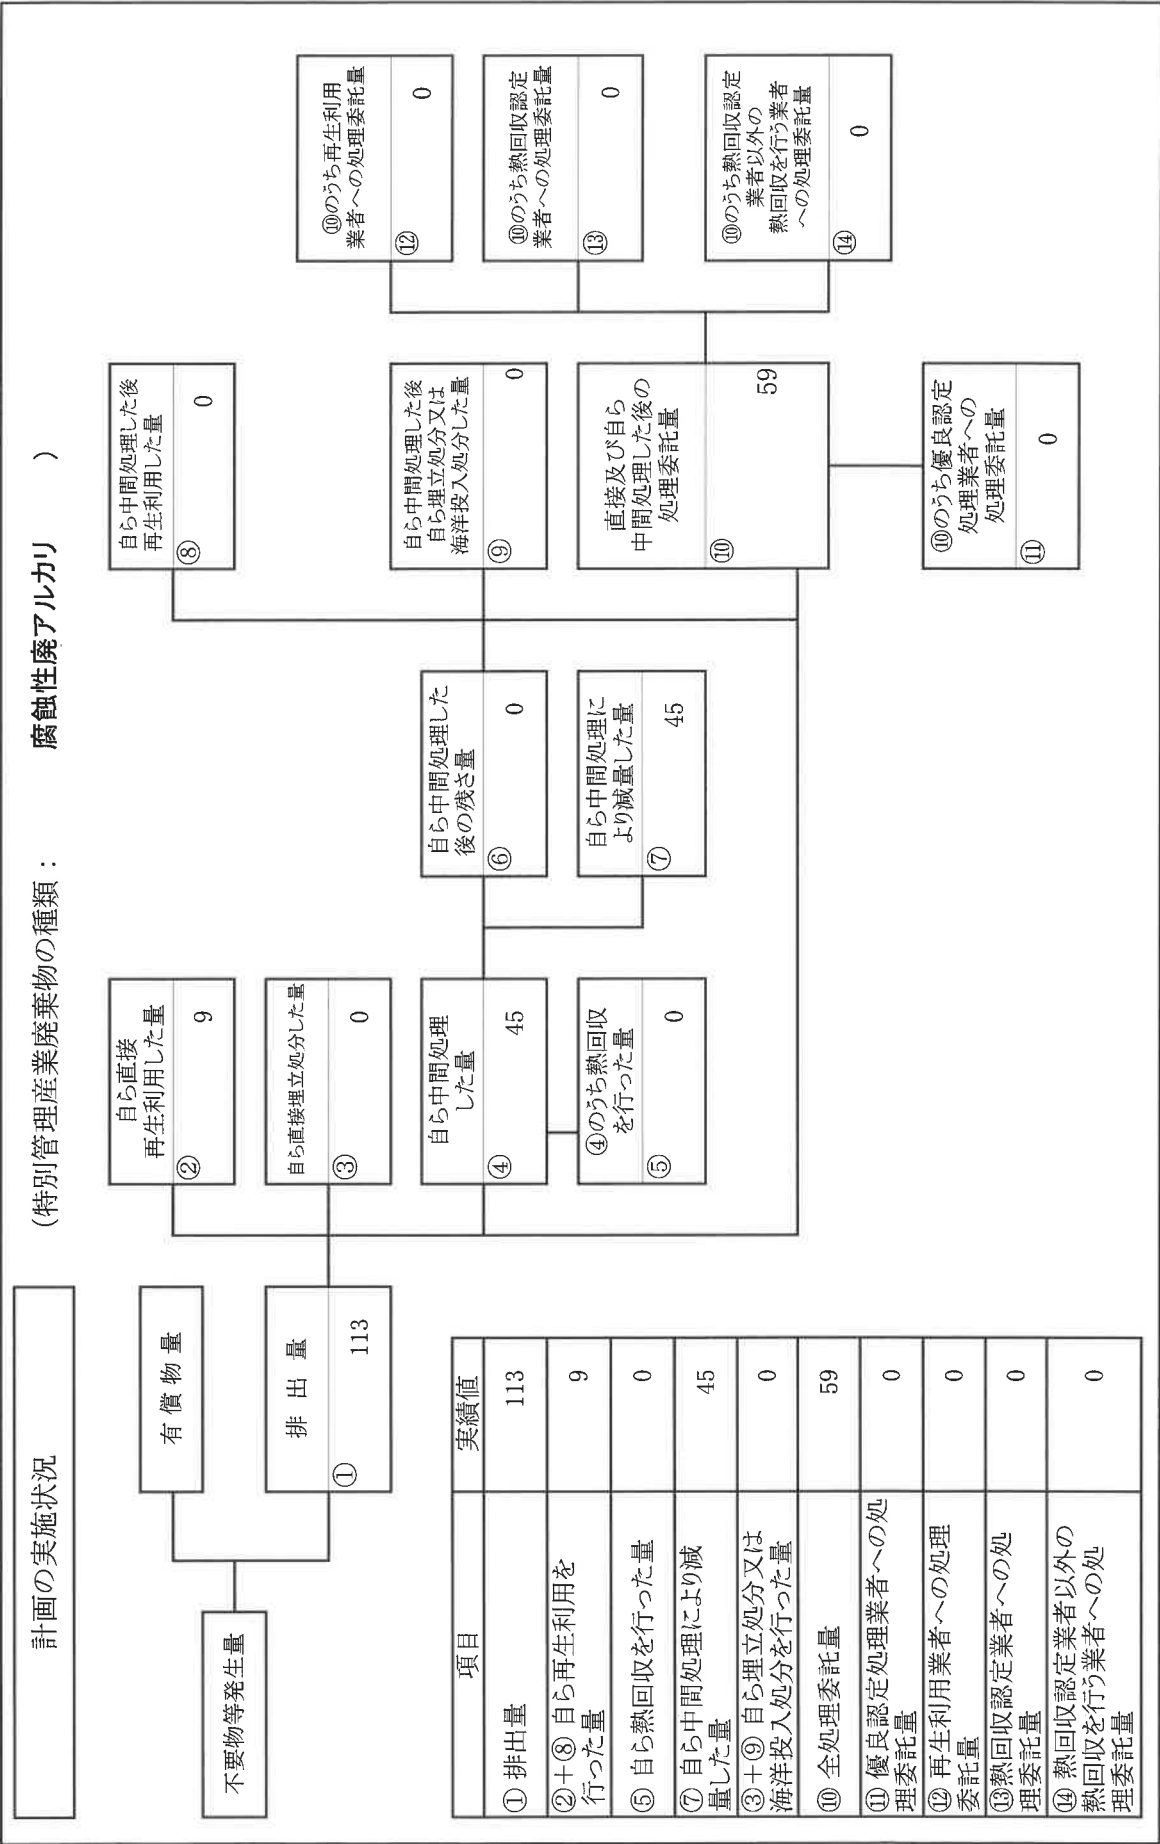 計画の実施状況
(特別管理産業廃棄物の種類： 腐蝕性廃アルカリ )
不要物等発生量
有償物量
排出量
① 113
自ら直接
再生利用した量
② 9
自ら直接埋立処分した量
③ 0
自ら中間処理
した量
④ 45
④のうち熱回収
を行った量
⑤ 0
自ら中間処理した
後の残さ量
⑥ 0
自ら中間処理に
より減量した量
⑦ 45
自ら中間処理した後
再生利用した量
⑧ 0
自ら中間処理した後
自ら埋立処分又は
海洋投入処分した量
⑨ 0
直接及び自ら
中間処理した後の
処理委託量
⑩ 59
⑩のうち優良認定
処理業者への
処理委託量
⑪ 0
⑩のうち再生利用
業者への処理委託量
⑫ 0
⑩のうち熱回収認定
業者への処理委託量
⑬ 0
⑩のうち熱回収認定
業者以外の
熱回収を行う業者
への処理委託量
⑭ 0
項目 実績値
① 排出量 113
②＋⑧ 自ら再生利用を
行った量 9
⑤ 自ら熱回収を行った量 0
⑦ 自ら中間処理により減
量した量 45
③＋⑨ 自ら埋立処分又は
海洋投入処分を行った量 0
⑩ 全処理委託量 59
⑪ 優良認定処理業者への処
理委託量 0
⑫ 再生利用業者への処理
委託量 0
⑬熱回収認定業者への処
理委託量 0
⑭ 熱回収認定業者以外の
熱回収を行う業者への処
理委託量 0